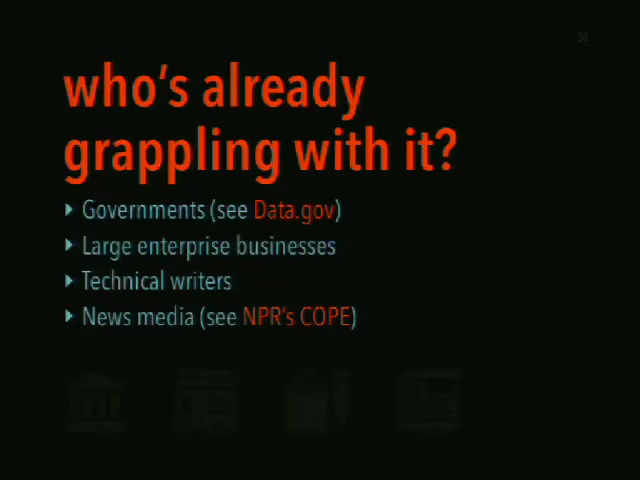 38
who's already
grappling with it?
Governments (see Data.gov)
Large enterprise businesses
Technical writers
News media (see NPR's COPE)